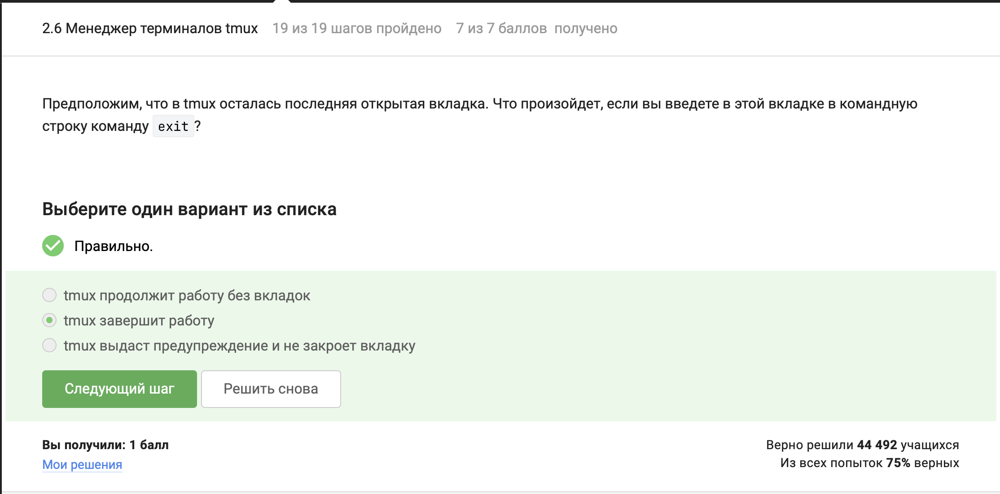 2.6 Менеджер терминалов tmux 19 из 19 шагов пройдено 7 из 7 баллов получено
Предположим, что в tmux осталась последняя открытая вкладка. Что произойдет, если вы введете в этой вкладке в командную
строку команду exit?
Выберите один вариант из списка
Правильно.
tmux продолжит работу без вкладок
tmux завершит работу
tmux выдаст предупреждение и не закроет вкладку
Следующий шаг Решить снова
Вы получили: 1 балл
Мои решения
Верно решили 44 492 учащихся
Из всех попыток 75% верных